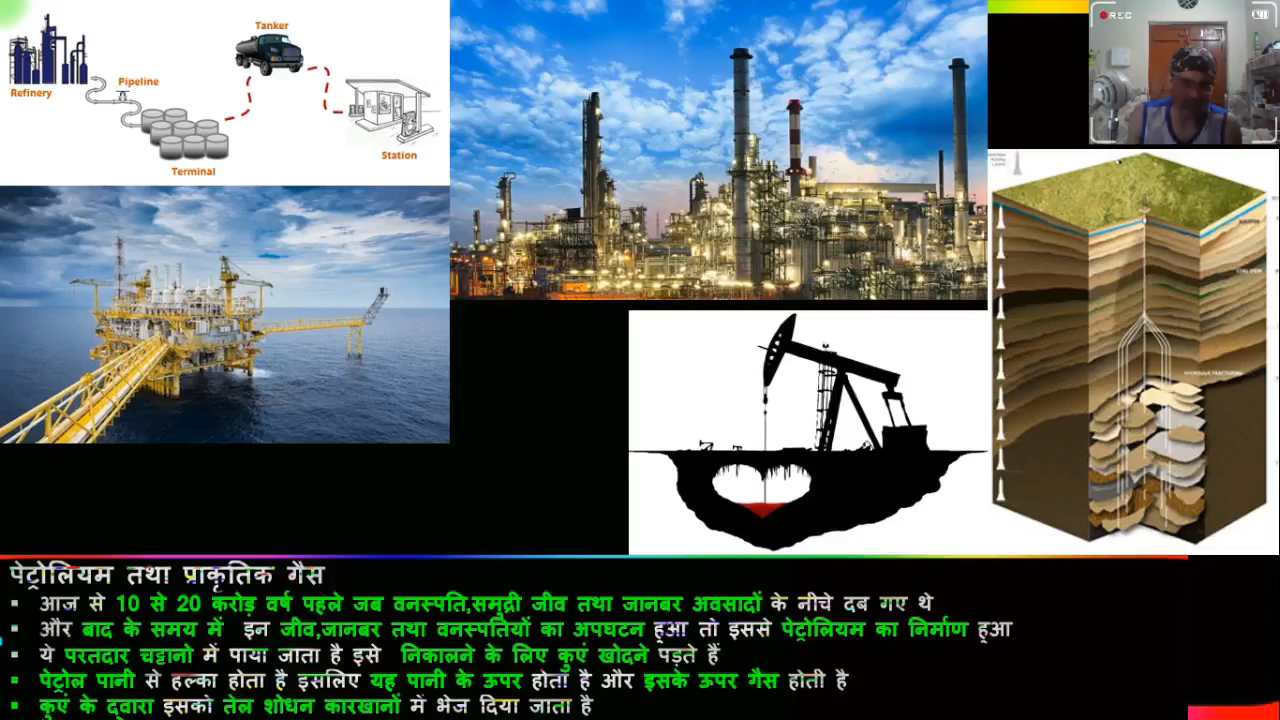 Refinery
Pipeline
Terminal
Tanker
Station
REC
पेट्रोलियम तथा प्राकृतिक गैस
▪ आज से 10 से 20 करोड़ वर्ष पहले जब वनस्पति,समुद्री जीव तथा जानबर अवसादों के नीचे दब गए थे
▪ और बाद के समय में इन जीव,जानबर तथा वनस्पतियों का अपघटन हुआ तो इससे पेट्रोलियम का निर्माण हुआ
▪ ये परतदार चट्टानो में पाया जाता है इसे निकालने के लिए कुएं खोदने पड़ते हैं
▪ पेट्रोल पानी से हल्का होता है इसलिए यह पानी के ऊपर होता है और इसके ऊपर गैस होती है
▪ कुएं के द्वारा इसको तेल शोधन कारखानों में भेज दिया जाता है